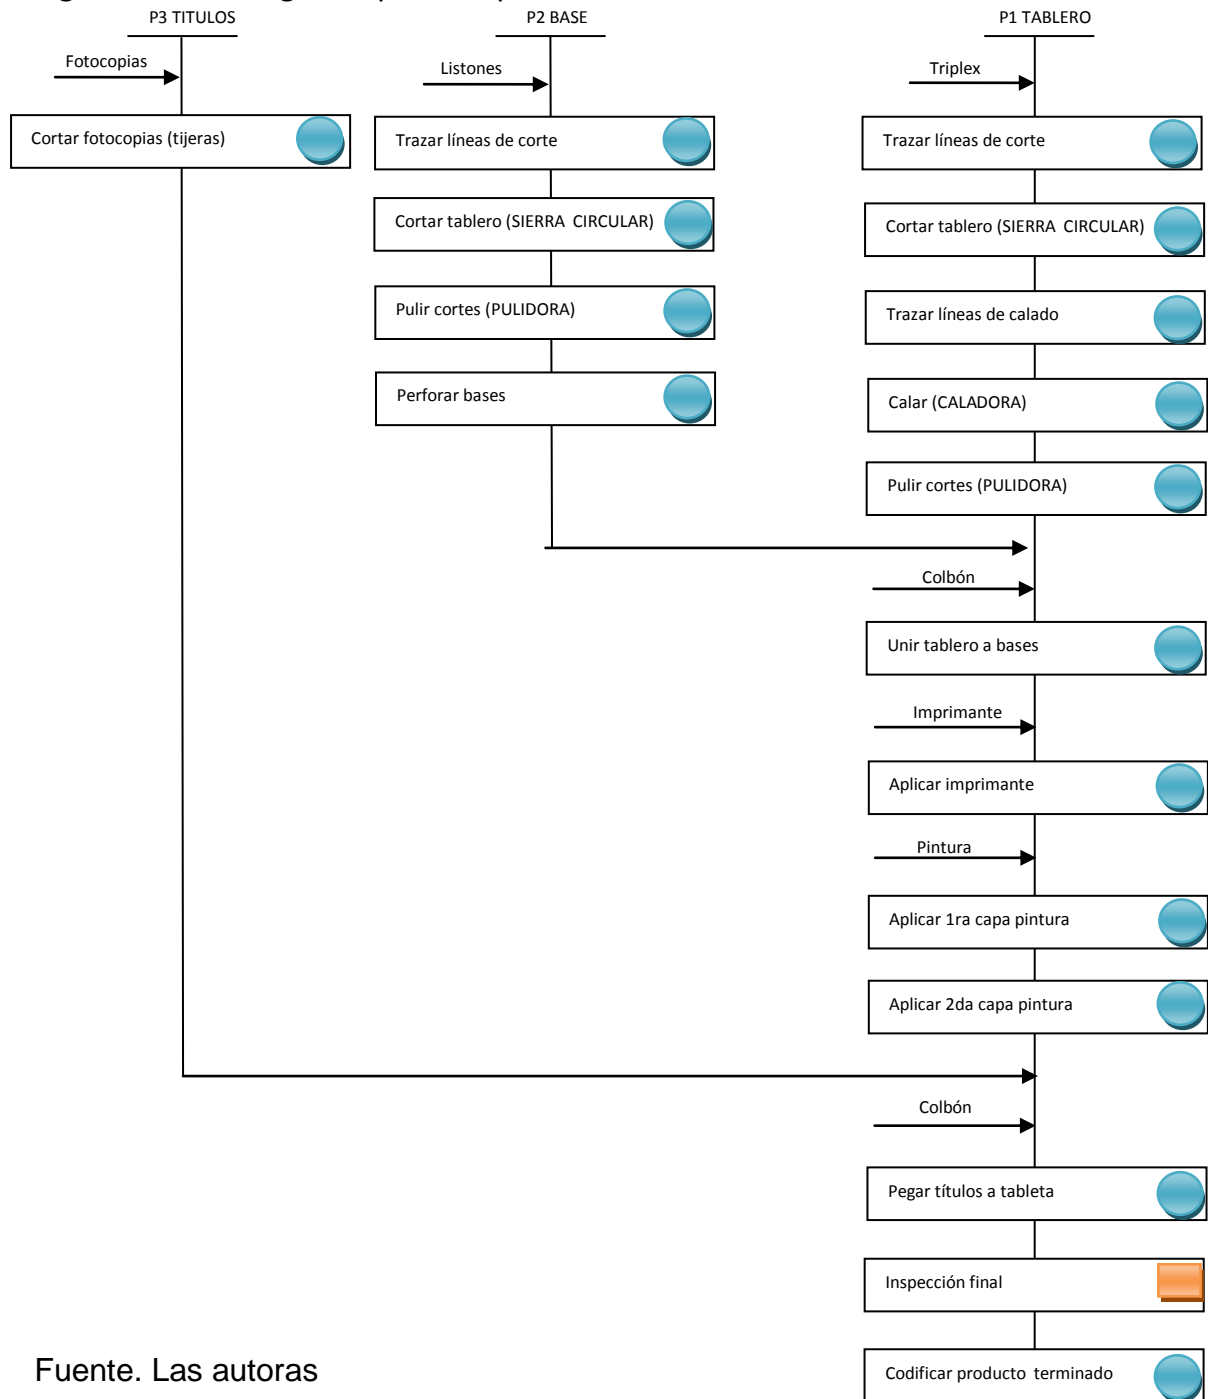 P3 TITULOS
P2 BASE
P1 TABLERO
Fotocopias
Listones
Triplex
Cortar fotocopias (tijeras)
Trazar líneas de corte
Trazar líneas de corte
Cortar tablero (SIERRA CIRCULAR)
Cortar tablero (SIERRA CIRCULAR)
Pulir cortes (PULIDORA)
Trazar líneas de calado
Perforar bases
Calar (CALADORA)
Pulir cortes (PULIDORA)
Colbón
Unir tablero a bases
Imprimante
Aplicar imprimante
Pintura
Aplicar 1ra capa pintura
Aplicar 2da capa pintura
Colbón
Pegar títulos a tableta
Inspección final
Fuente. Las autoras
Codificar producto terminado